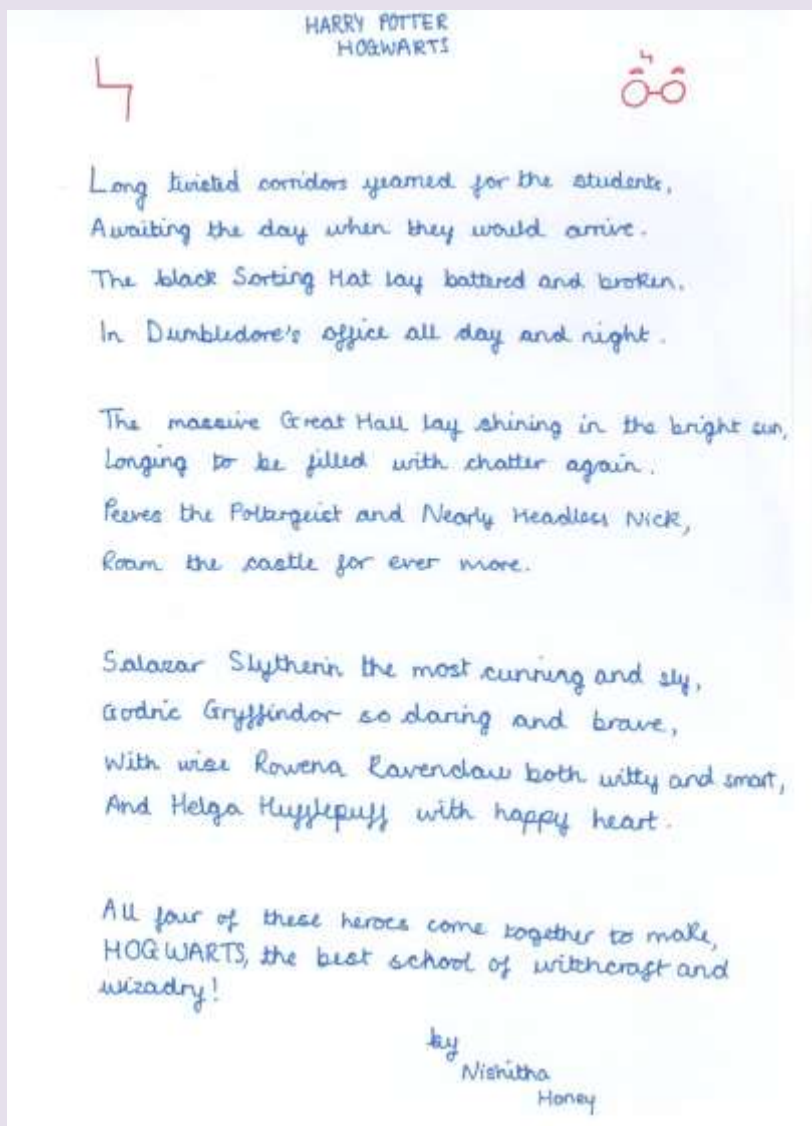 HARRY POTTER
HOGWARTS
Long twisted corridors yearned for the students,
Awaiting the day when they would arrive.
The black Sorting Hat lay battered and broken.
In Dumbledore's office all day and night.
The massive Great Hall lay shining in the bright sun,
Longing to be filled with chatter again.
Peeves the Poltergeist and Nearly Headless Nick,
Roam the castle for ever more.
Salazar Slytherin the most cunning and sly,
Godric Gryffindor so daring and brave,
With wise Rowena Ravenclaw both witty and smart,
And Helga Hufflepuff with happy heart.
All four of these heroes come together to make,
HOGWARTS, the best school of witchcraft and
wizadry!
by
Nishitha
Honey